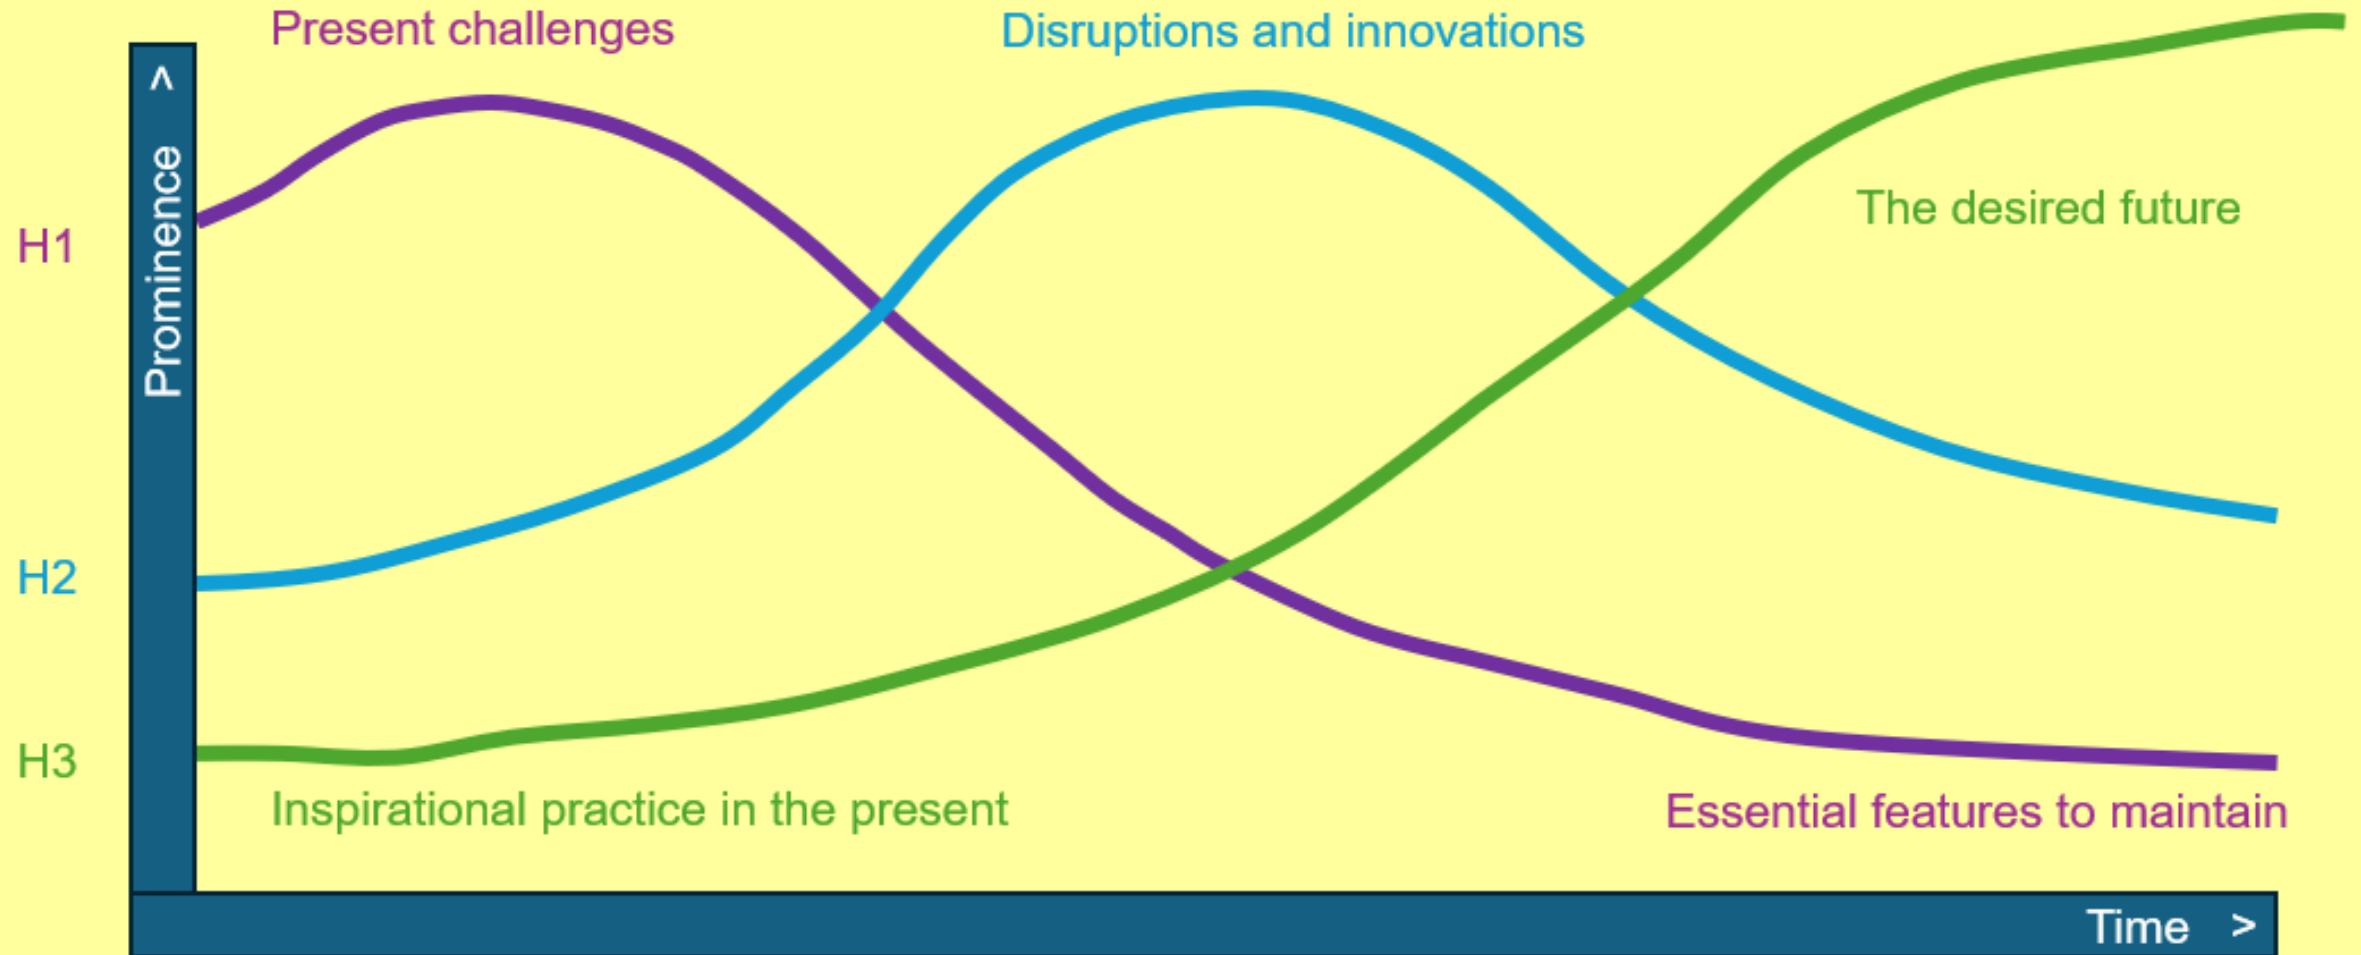 Present challenges
Disruptions and innovations
Prominence >
The desired future
H1
H2
H3
Inspirational practice in the present
Essential features to maintain
Time >